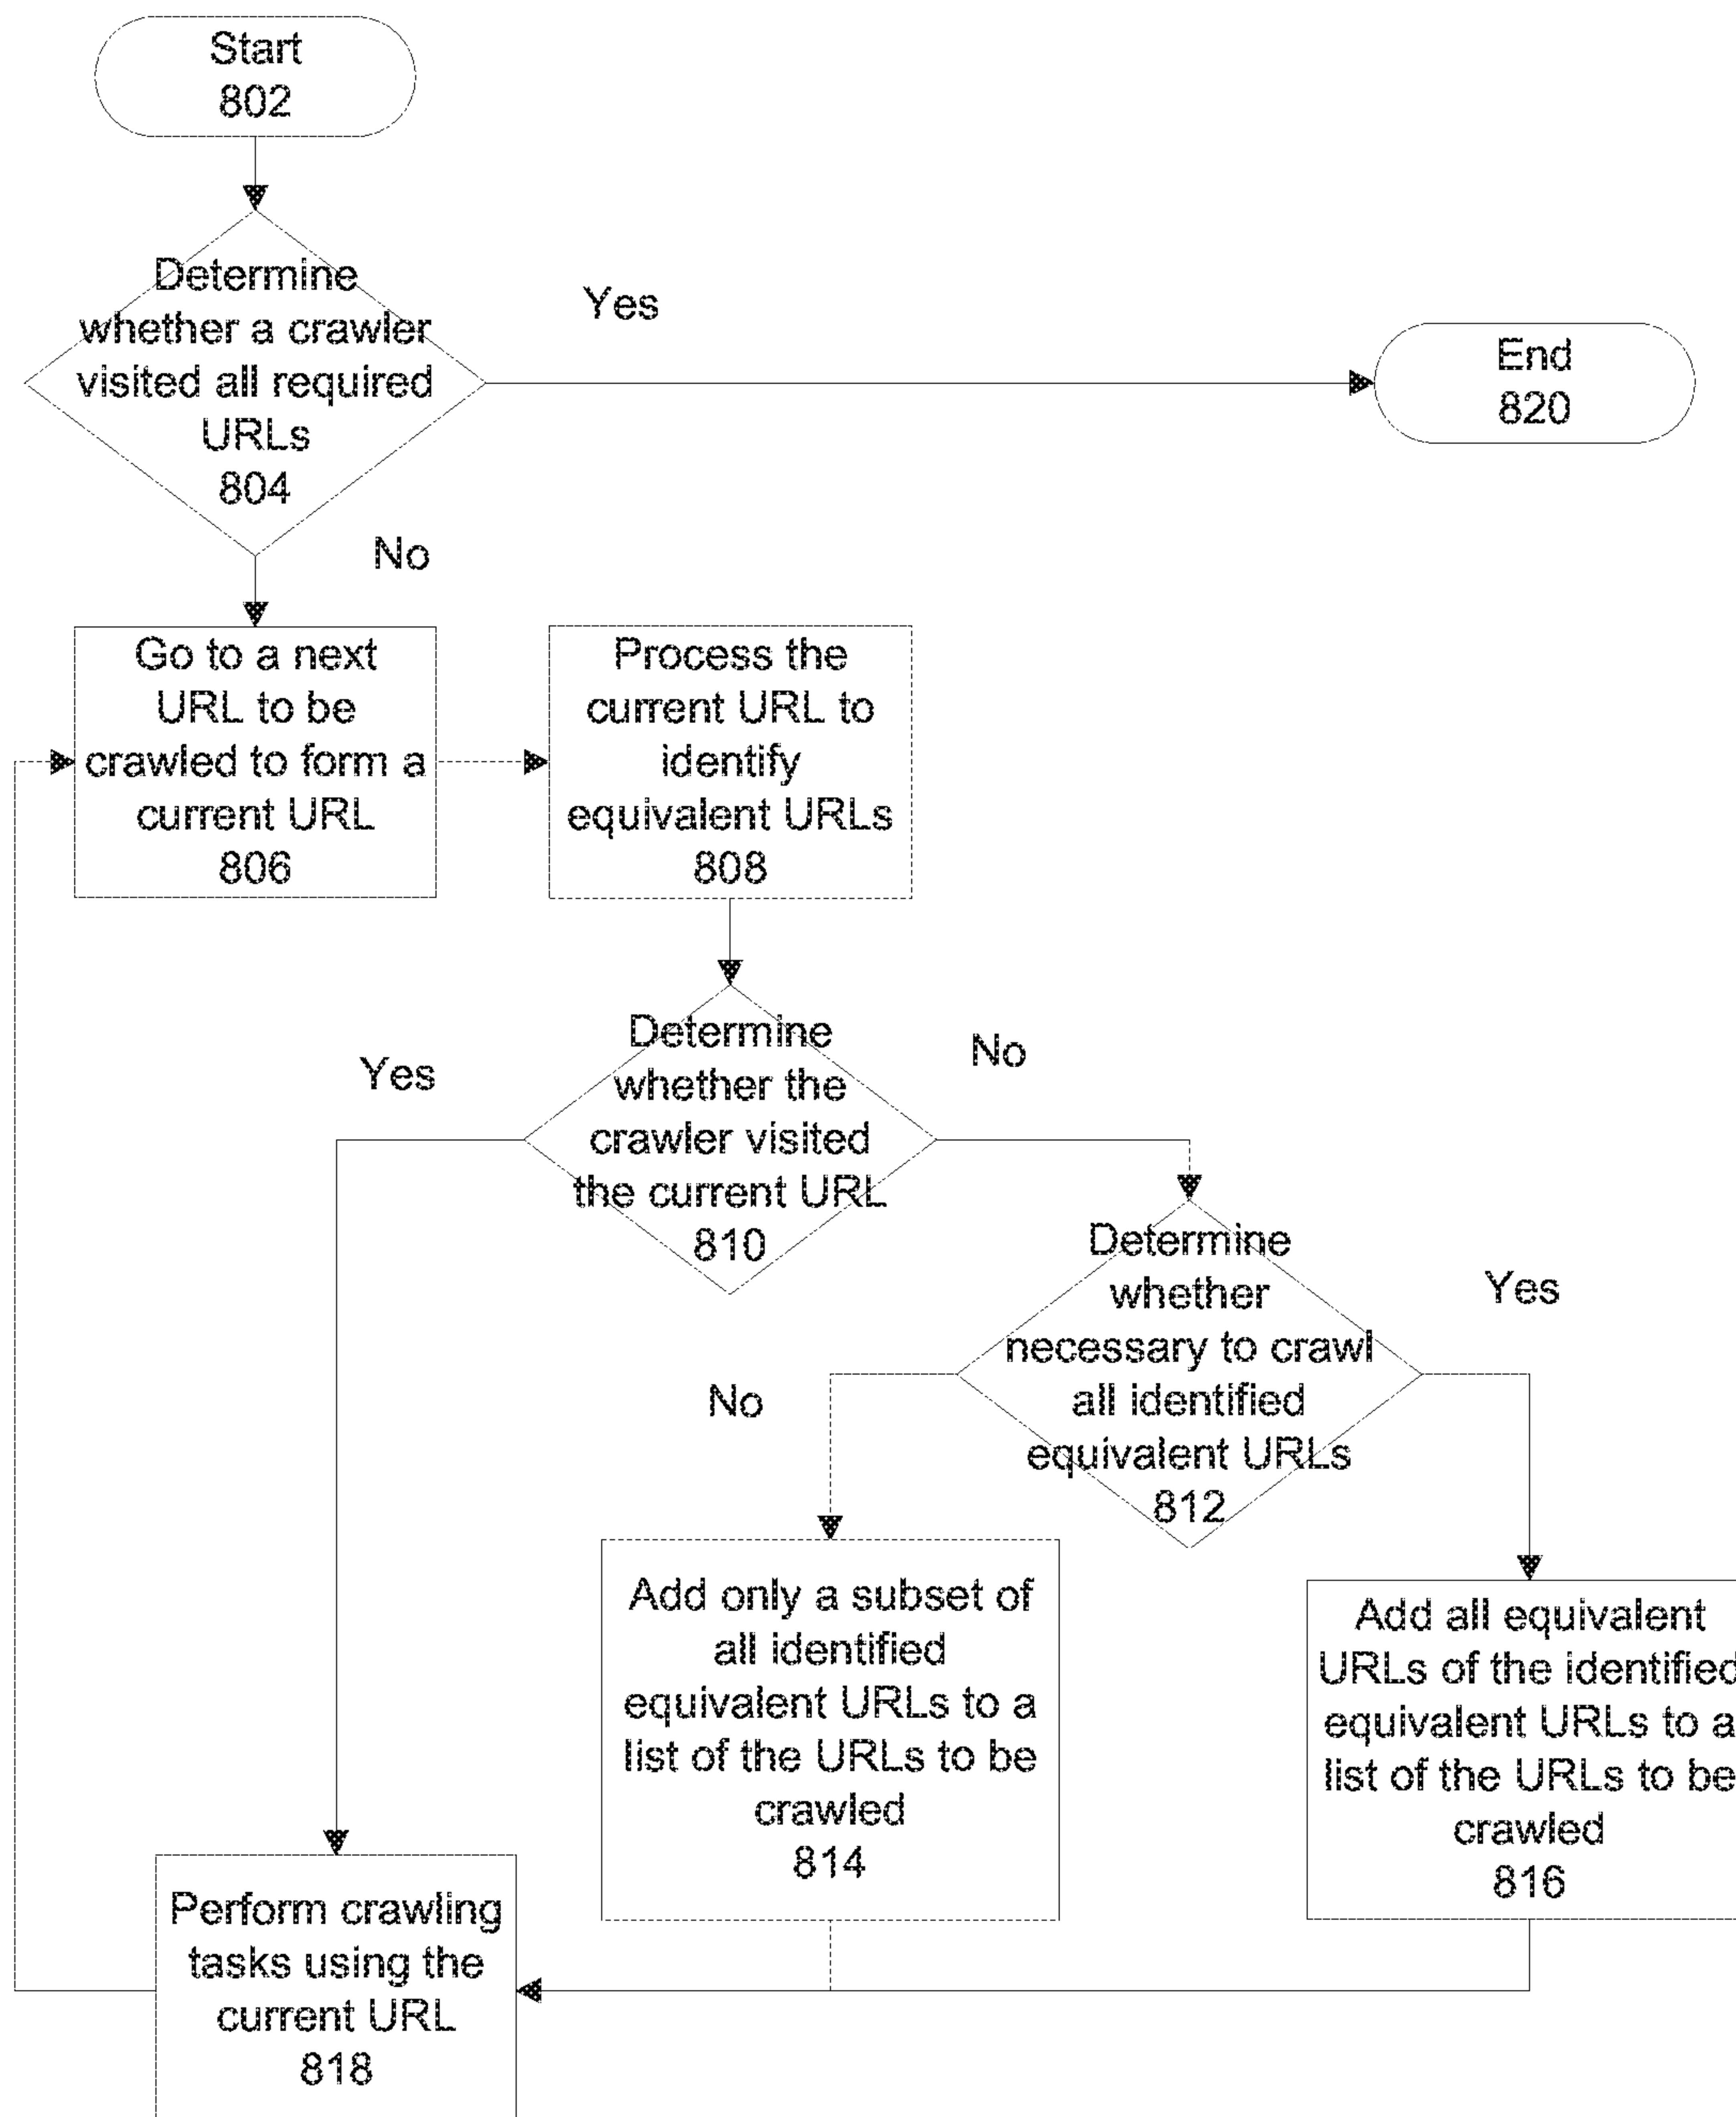 Start
802
Determine
whether a crawler
visited all required
URLs
804
Yes
End
820
No
Go to a next
URL to be
crawled to form a
current URL
806
Process the
current URL to
identify
equivalent URLs
808
Determine
whether the
crawler visited
the current URL
810
Yes
No
Determine
whether
necessary to crawl
all identified
equivalent URLs
812
Yes
No
Add only a subset of
all identified
equivalent URLs to a
list of the URLs to be
crawled
814
Add all equivalent
URLs of the identified
equivalent URLs to a
list of the URLs to be
crawled
816
Perform crawling
tasks using the
current URL
818